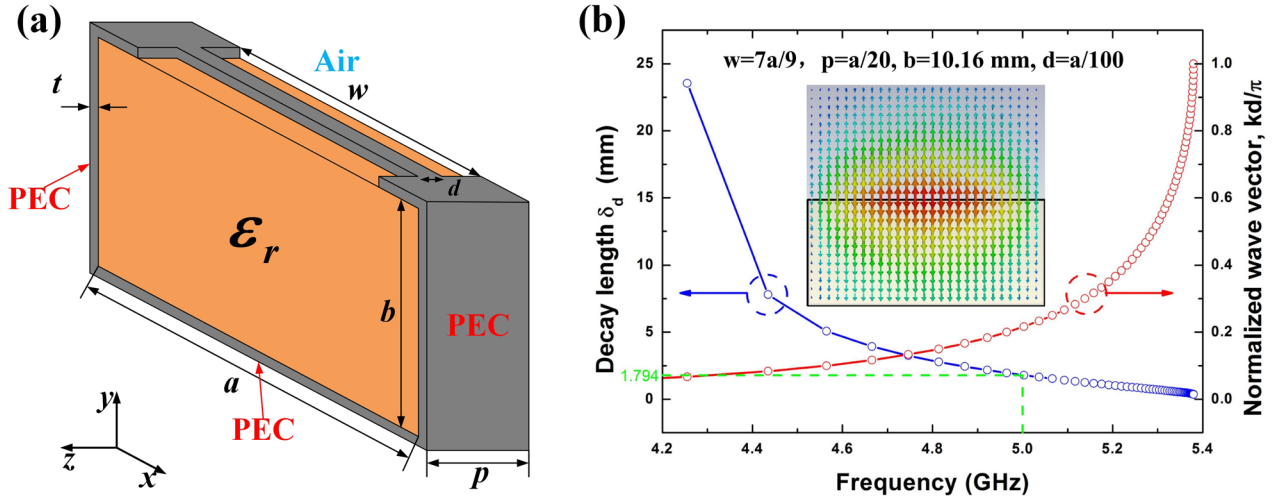 (a)
Air
w
t
d
PEC
ε_r
b
PEC
a
PEC
p
y
z
x
(b)
w=7a/9, p=a/20, b=10.16 mm, d=a/100
Decay length δ_d (mm)
25
20
15
10
5
1.794
0
1.0
0.8
0.6
0.4
0.2
0.0
Normalized wave vector, kd/π
4.2 4.4 4.6 4.8 5.0 5.2 5.4
Frequency (GHz)